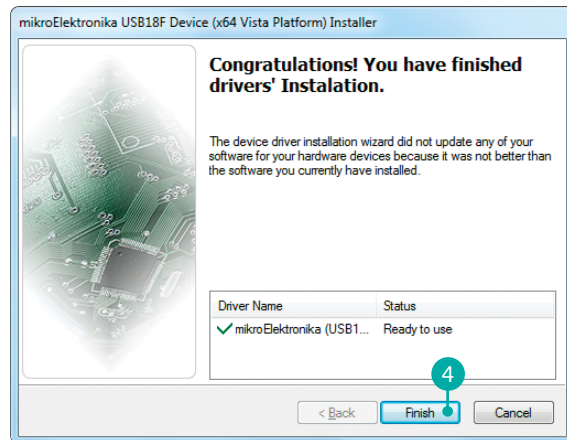 mikroElektronika USB18F Device (x64 Vista Platform) Installer
Congratulations! You have finished
drivers' Instalation.
The device driver installation wizard did not update any of your
software for your hardware devices because it was not better than
the software you currently have installed.
Driver Name Status
mikroElektronika (USB1... Ready to use
4
< Back Finish Cancel